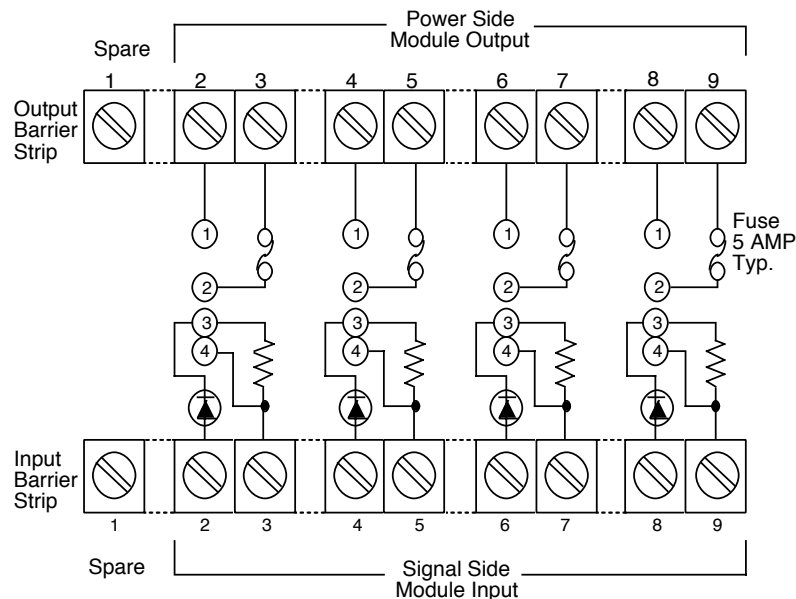 Power Side
Module Output
Spare
1 2 3 4 5 6 7 8 9
Output
Barrier
Strip
1 1 1 1
Fuse
5 AMP
Typ.
2 2 2 2
3 3 3 3
4 4 4 4
Input
Barrier
Strip
1 2 3 4 5 6 7 8 9
Spare
Signal Side
Module Input